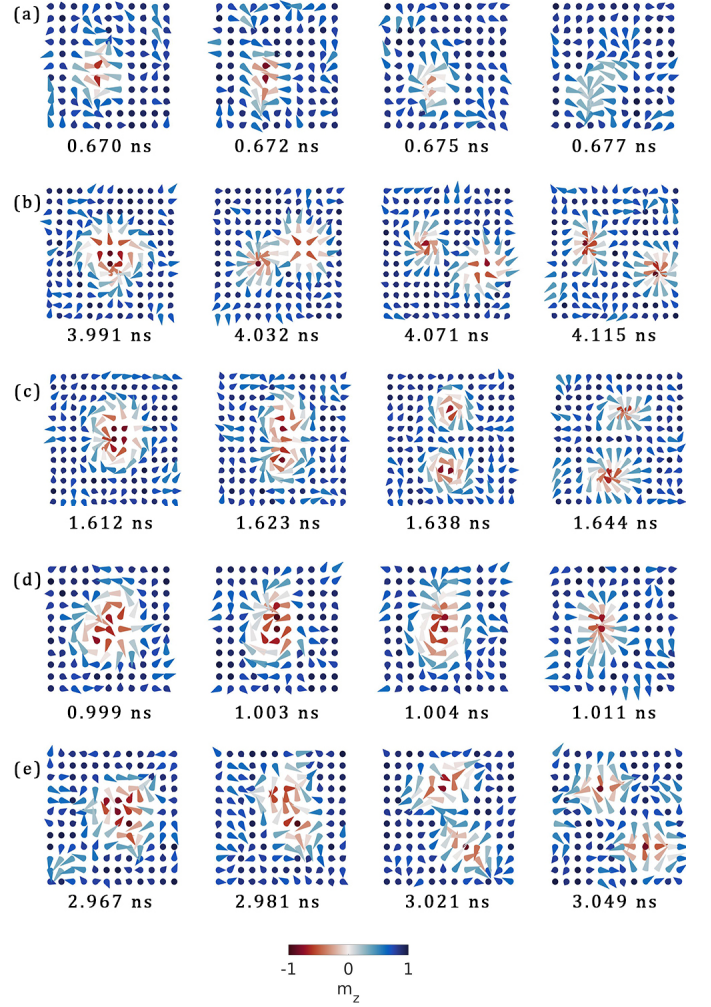 (a)
0.670 ns 0.672 ns 0.675 ns 0.677 ns
(b)
3.991 ns 4.032 ns 4.071 ns 4.115 ns
(c)
1.612 ns 1.623 ns 1.638 ns 1.644 ns
(d)
0.999 ns 1.003 ns 1.004 ns 1.011 ns
(e)
2.967 ns 2.981 ns 3.021 ns 3.049 ns
-1 0 1
m_z